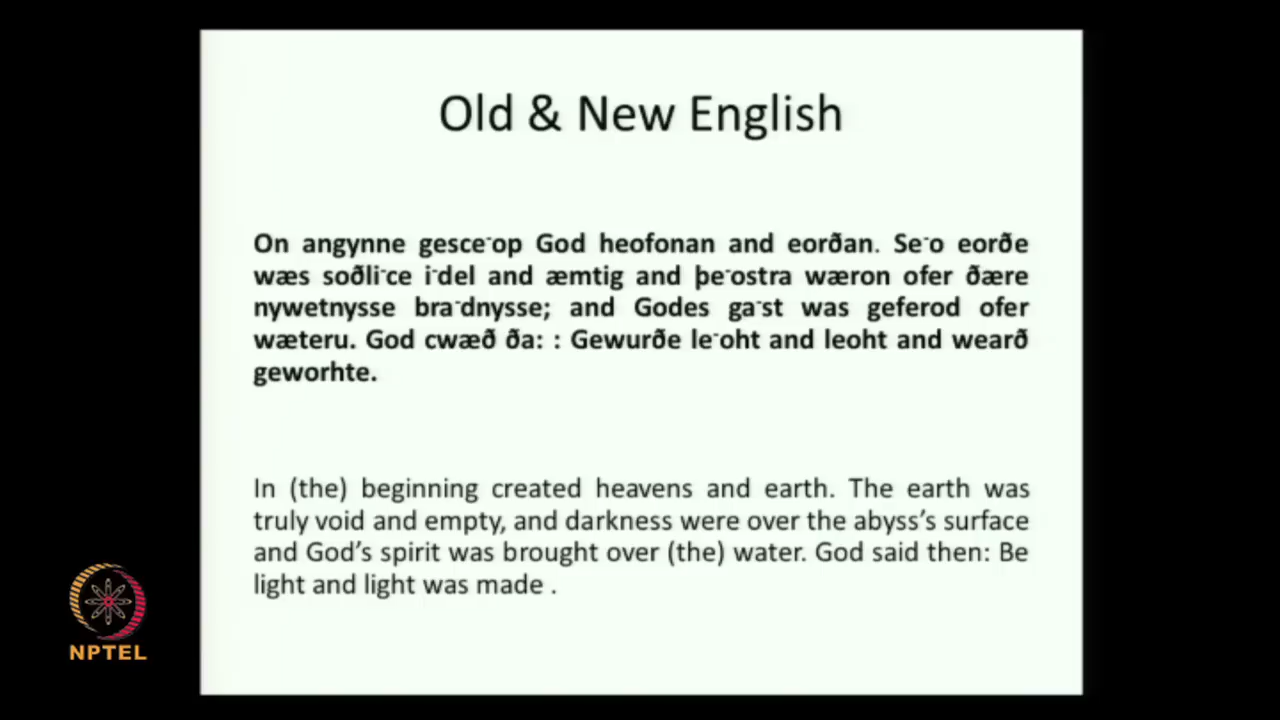 Old & New English
On angynne gesce¯op God heofonan and eorðan. Se¯o eorðe
wæs soðli¯ce i¯del and æmtig and þe¯ostra wæron ofer ðære
nywetnysse bra¯dnysse; and Godes ga¯st was geferod ofer
wæteru. God cwæð ða: : Gewurðe le¯oht and leoht and wearð
geworhte.
In (the) beginning created heavens and earth. The earth was
truly void and empty, and darkness were over the abyss’s surface
and God’s spirit was brought over (the) water. God said then: Be
light and light was made .
NPTEL